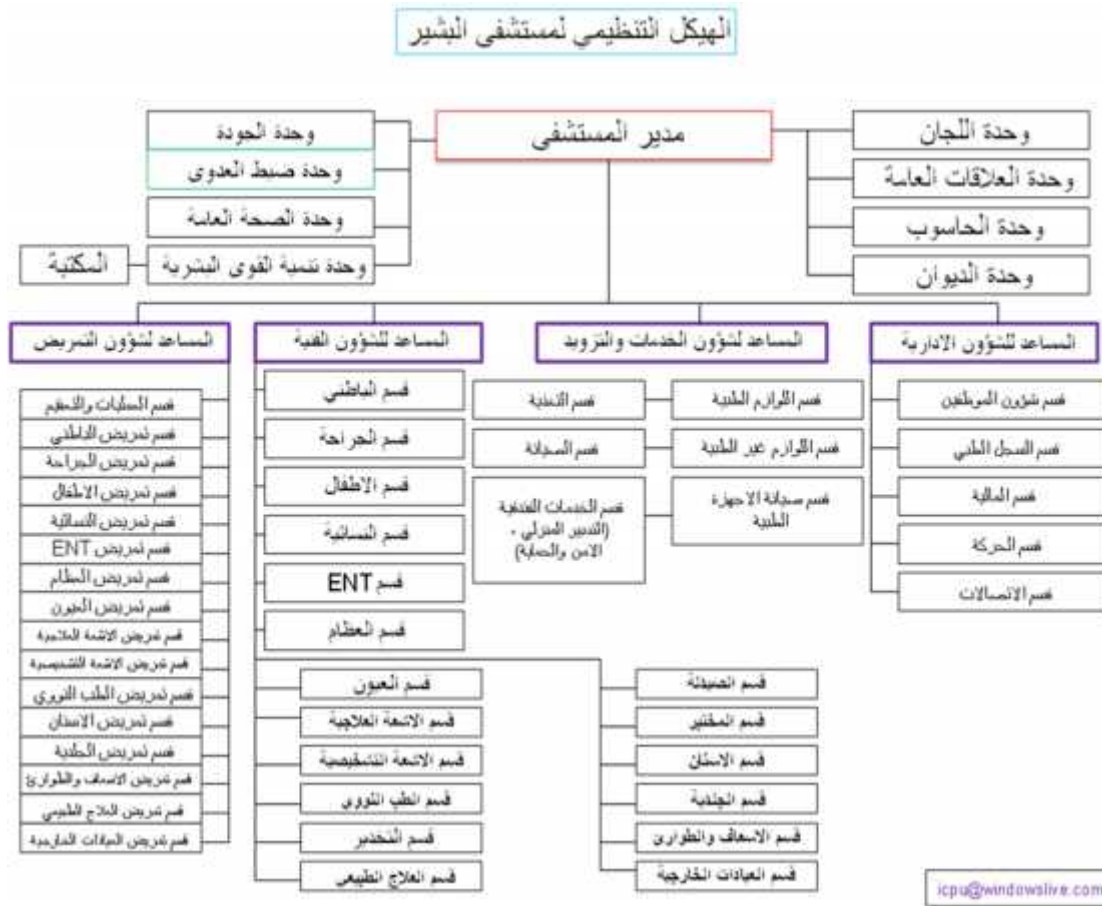 الهيكل التنظيمي لمستشفى البشير
مدير المستشفى
وحدة اللجان
وحدة العلاقات العامة
وحدة الحاسوب
وحدة الديوان
وحدة الجودة
وحدة ضبط العدوى
وحدة الصحة العامة
وحدة تنمية القوى البشرية
المكتبة
المساعد للشؤون الادارية
المساعد لشؤون الخدمات والتزويد
المساعد للشؤون الفنية
المساعد لشؤون التمريض
قسم شؤون الموظفين
قسم السجل الطبي
قسم المالية
قسم الحركة
قسم الاتصالات
قسم اللوازم الطبية
قسم اللوازم غير الطبية
قسم صيانة الاجهزة
الطبية
قسم التغذية
قسم الصيانة
قسم الخدمات الفندقية
(التدبير المنزلي ،
الامن والحماية)
قسم الباطني
قسم الجراحة
قسم الاطفال
قسم النسائية
قسم ENT
قسم العظام
قسم الصيدلة
قسم المختبر
قسم الاسنان
قسم الجلدية
قسم الاسعاف والطوارئ
قسم العيادات الخارجية
قسم العيون
قسم الاشعة العلاجية
قسم الاشعة التشخيصية
قسم الطب النووي
قسم التخدير
قسم العلاج الطبيعي
قسم العمليات والتعقيم
قسم تمريض الباطني
قسم تمريض الجراحة
قسم تمريض الاطفال
قسم تمريض النسائية
قسم تمريض ENT
قسم تمريض العظام
قسم تمريض العيون
قسم تمريض الاشعة العلاجية
قسم تمريض الاشعة التشخيصية
قسم تمريض الطب النووي
قسم تمريض الاسنان
قسم تمريض الجلدية
قسم تمريض الاسعاف والطوارئ
قسم تمريض العلاج الطبيعي
قسم تمريض العيادات الخارجية
icpu@windowslive.com